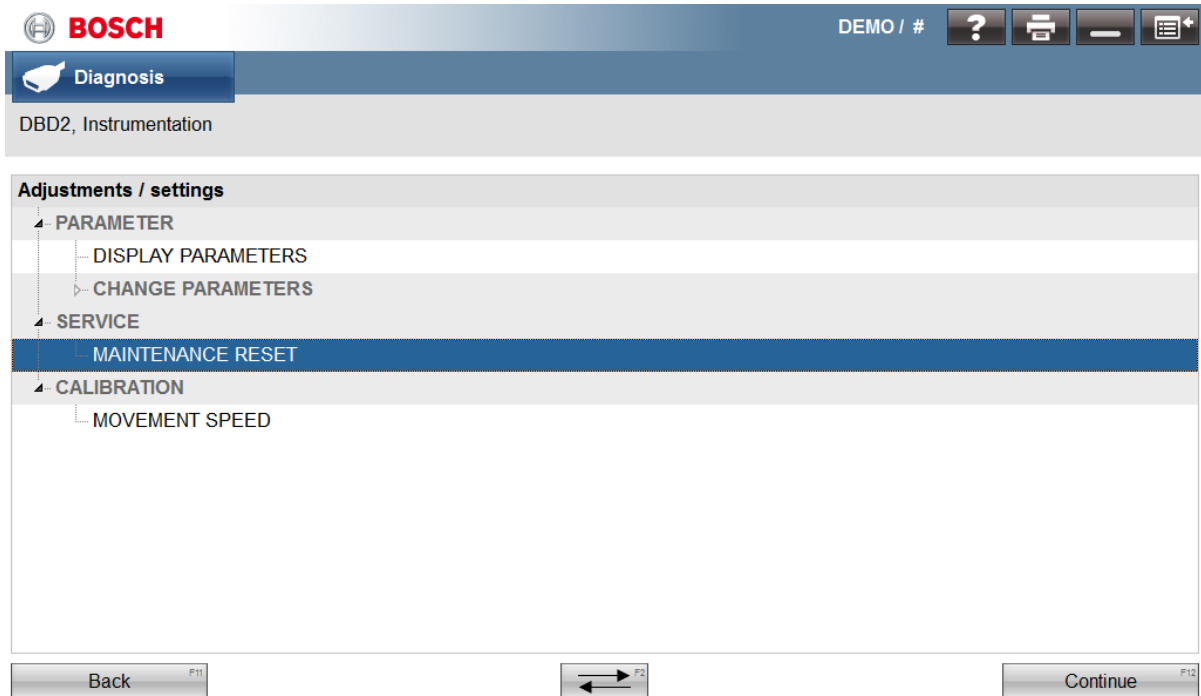 BOSCH
DEMO / #
?
Diagnosis
DBD2, Instrumentation
Adjustments / settings
PARAMETER
DISPLAY PARAMETERS
CHANGE PARAMETERS
SERVICE
MAINTENANCE RESET
CALIBRATION
MOVEMENT SPEED
Back F11
F2
Continue F12